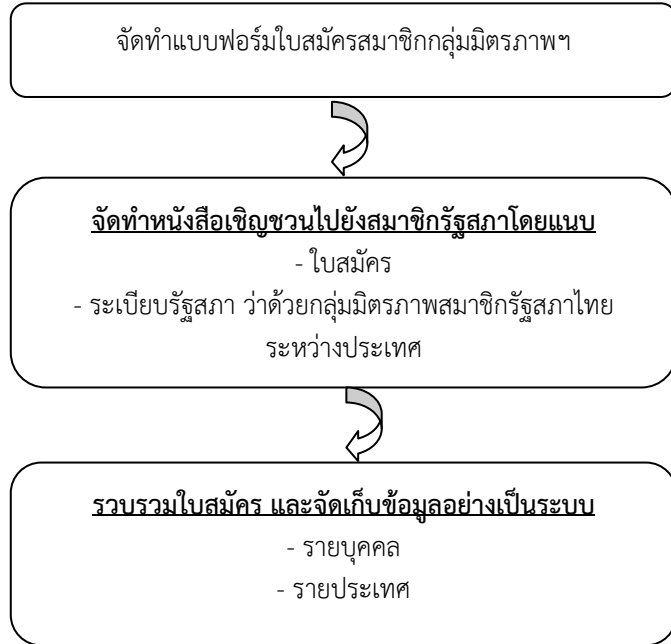 จัดทำแบบฟอร์มใบสมัครสมาชิกกลุ่มมิตรภาพฯ
จัดทำหนังสือเชิญชวนไปยังสมาชิกรัฐสภาโดยแนบ
- ใบสมัคร
- ระเบียบรัฐสภา ว่าด้วยกลุ่มมิตรภาพสมาชิกรัฐสภาไทย
ระหว่างประเทศ
รวบรวมใบสมัคร และจัดเก็บข้อมูลอย่างเป็นระบบ
- รายบุคคล
- รายประเทศ